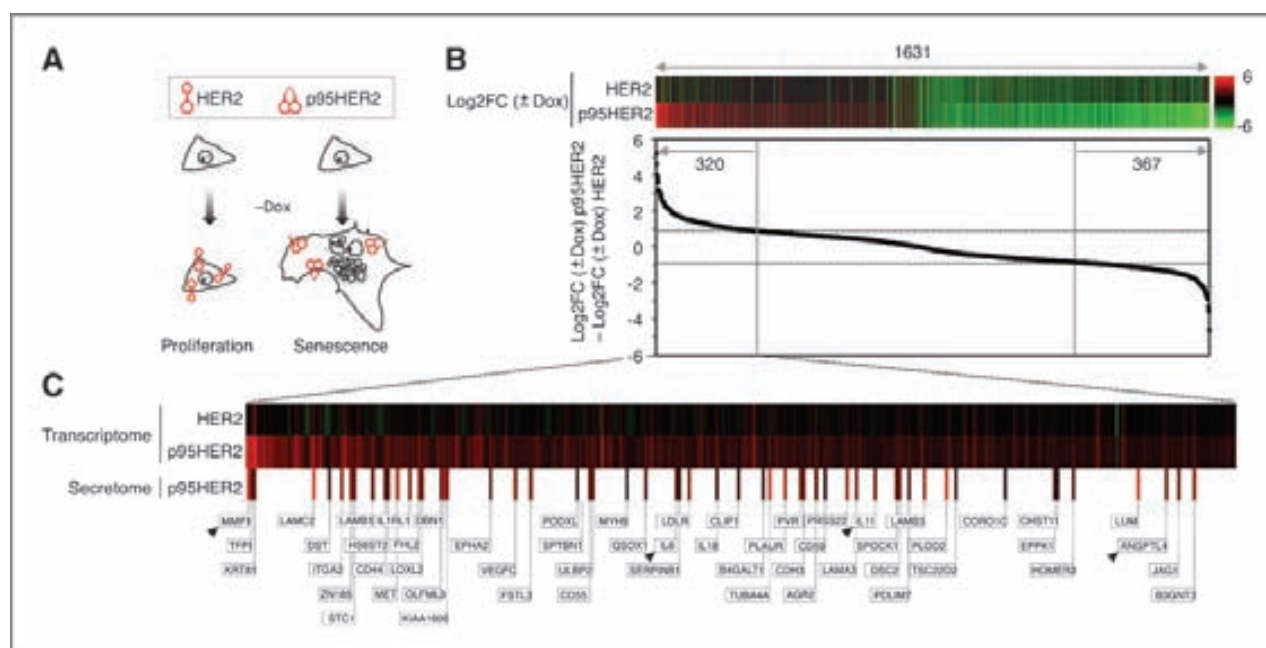 A
HER2 p95HER2
–Dox
Proliferation Senescence
B
1631
Log2FC (± Dox)
HER2
p95HER2
6
-6
Log2FC (±Dox) p95HER2
– Log2FC (±Dox) HER2
6
4
2
0
-2
-4
-6
320
367
C
Transcriptome
HER2
p95HER2
Secretome p95HER2
LAMC2 LAMB1 IL1RL1 DBN1 PODXL MYH9 LDLR CLIP1 PVR PRSS22 IL11 LAMB3 CORO1C CHST11 LUM
TFPI DST HS6ST2 FHL2 EPHA2 SPTBN1 QSOX1 IL6 IL18 PLAUR CD59 SPOCK1 PLOD2 EPPK1 ANGPTL4
KRT81 ITGA2 CD44 LOXL2 VEGFC ULBP2 SERPINB1 B4GALT1 CDH3 LAMA3 DSC2 TSC22D2 HOMER3 JAG1
MET OLFML3 FSTL3 CD55 TUBA4A AGR2 PDLIM7 B3GNT3
STC1